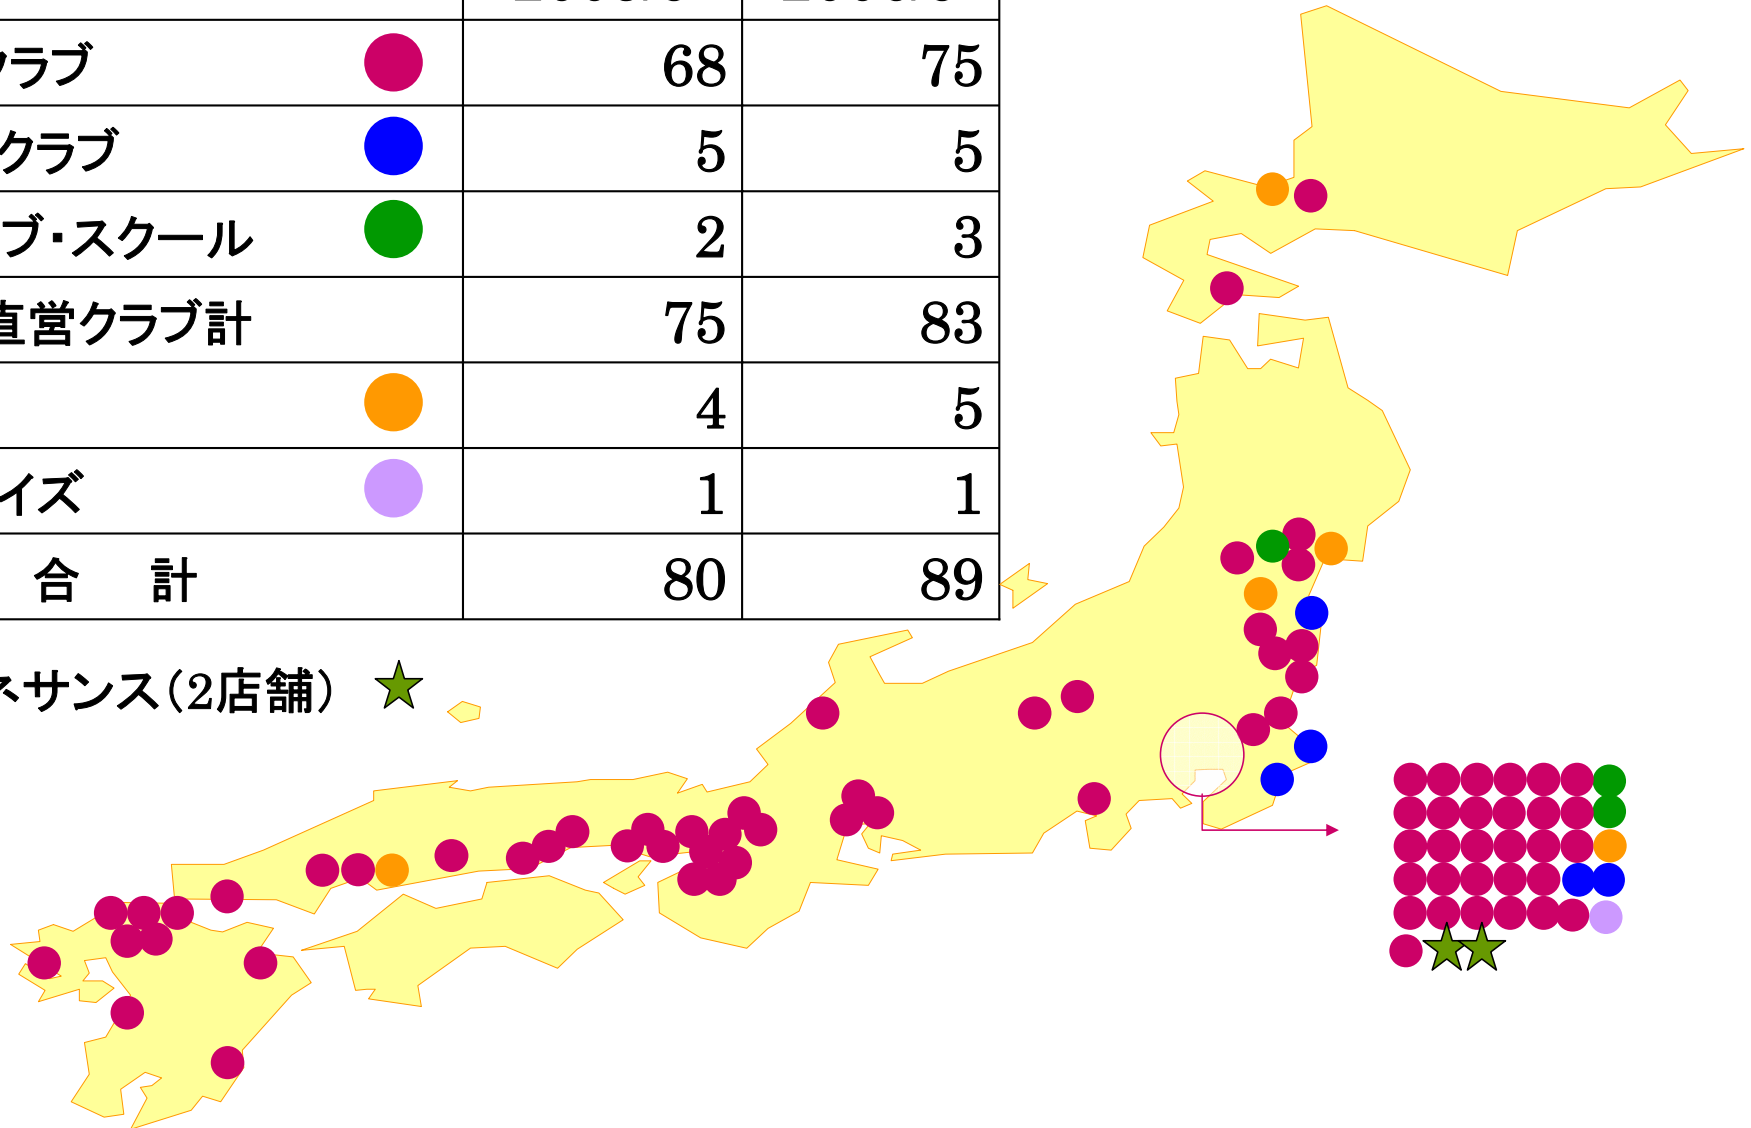 ラブ 68 75
クラブ 5 5
ブ・スクール 2 3
直営クラブ計 75 83
4 5
イズ 1 1
合 計 80 89
ネサンス(2店舗)